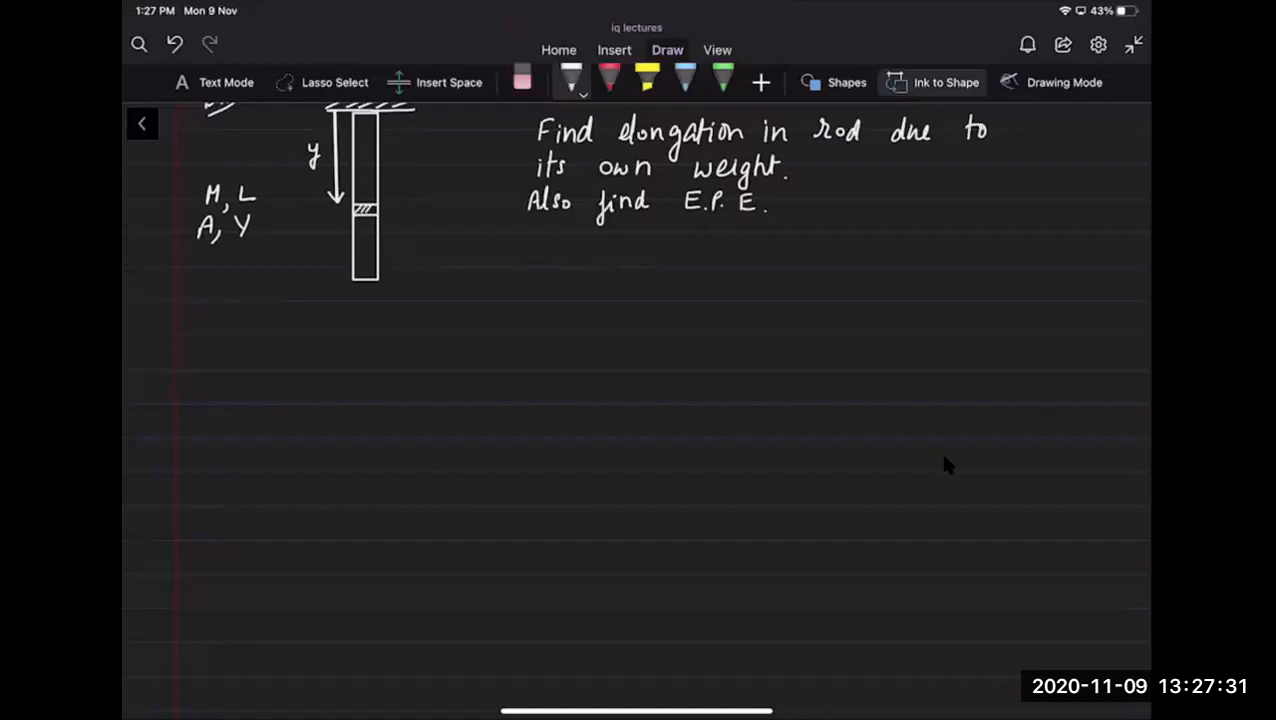 1:27 PM Mon 9 Nov
43%
iq lectures
Home Insert Draw View
A Text Mode Lasso Select Insert Space Shapes Ink to Shape Drawing Mode
Find elongation in rod due to
its own weight.
Also find E.P.E.
y
M, L
A, Y
2020-11-09 13:27:31